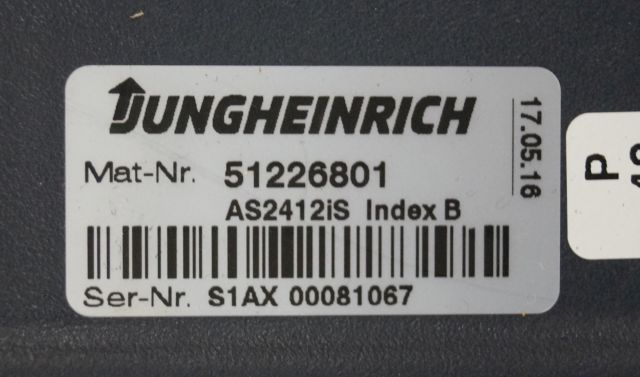 JUNGHEINRICH
17.05.16
Mat-Nr. 51226801
AS2412iS Index B
Ser-Nr. S1AX 00081067
P